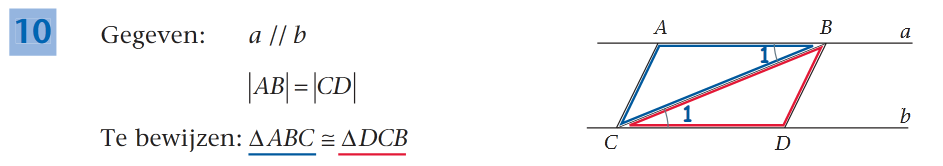 10 Gegeven: a // b
|AB| = |CD|
Te bewijzen: ΔABC ≅ ΔDCB
A B a
1
1
b
C D